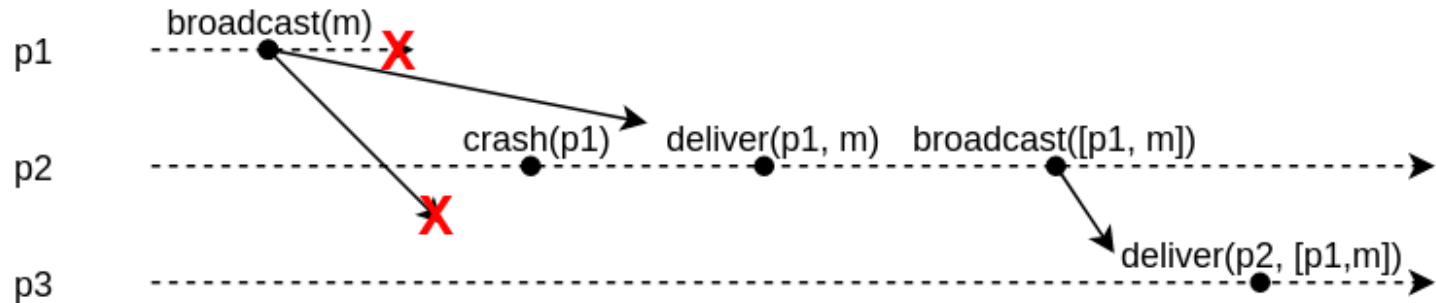 broadcast(m)
p1
crash(p1) deliver(p1, m) broadcast([p1, m])
p2
deliver(p2, [p1,m])
p3